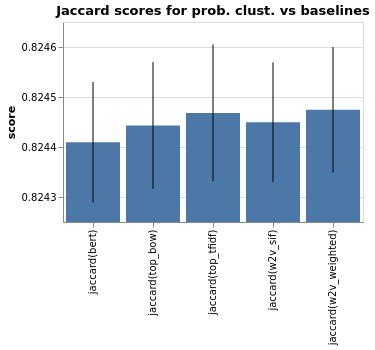 Jaccard scores for prob. clust. vs baselines
score
0.8246
0.8245
0.8244
0.8243
jaccard(bert)
jaccard(top_bow)
jaccard(top_tfidf)
jaccard(w2v_sif)
jaccard(w2v_weighted)